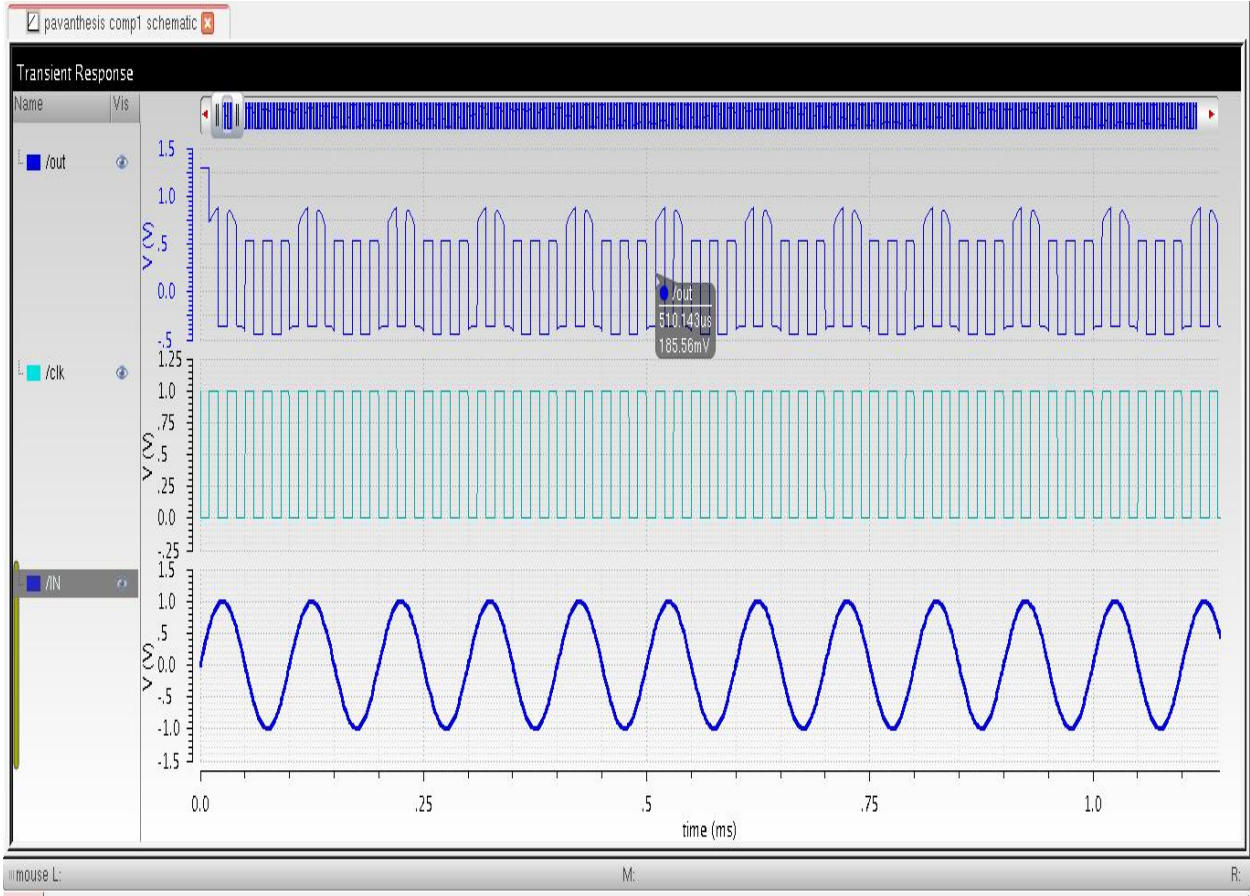 pavanthesis comp1 schematic
Transient Response
Name Vis
/out
1.5
1.0
.5
0.0
-.5
V (V)
/out
510.143us
185.56mV
/clk
1.25
1.0
.75
.5
.25
0.0
-.25
V (V)
/IN
1.5
1.0
.5
0.0
-.5
-1.0
-1.5
V (V)
0.0 .25 .5 .75 1.0
time (ms)
mouse L: M: R: